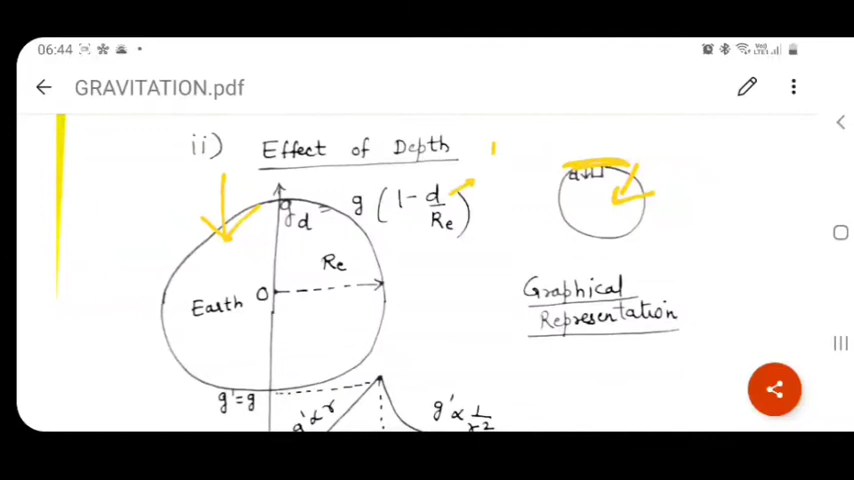 06:44
GRAVITATION.pdf
ii) Effect of Depth
g_d = g (1 - d/Re)
d
Re
Earth O
Graphical
Representation
g' = g
g' ∝ r
g' ∝ 1/r2